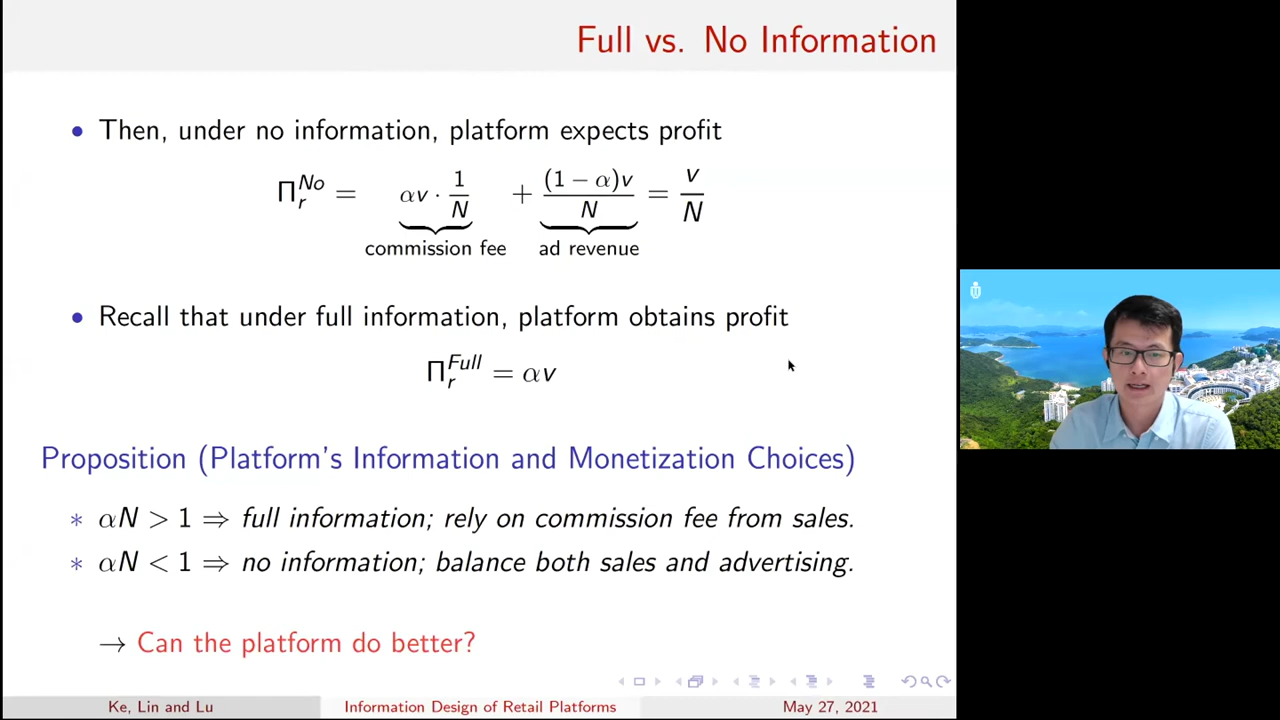 Full vs. No Information
• Then, under no information, platform expects profit
Π_r^{No} = αv · 1/N + (1 − α)v/N = v/N
commission fee ad revenue
• Recall that under full information, platform obtains profit
Π_r^{Full} = αv
Proposition (Platform's Information and Monetization Choices)
* αN > 1 ⇒ full information; rely on commission fee from sales.
* αN < 1 ⇒ no information; balance both sales and advertising.
→ Can the platform do better?
Ke, Lin and Lu Information Design of Retail Platforms May 27, 2021